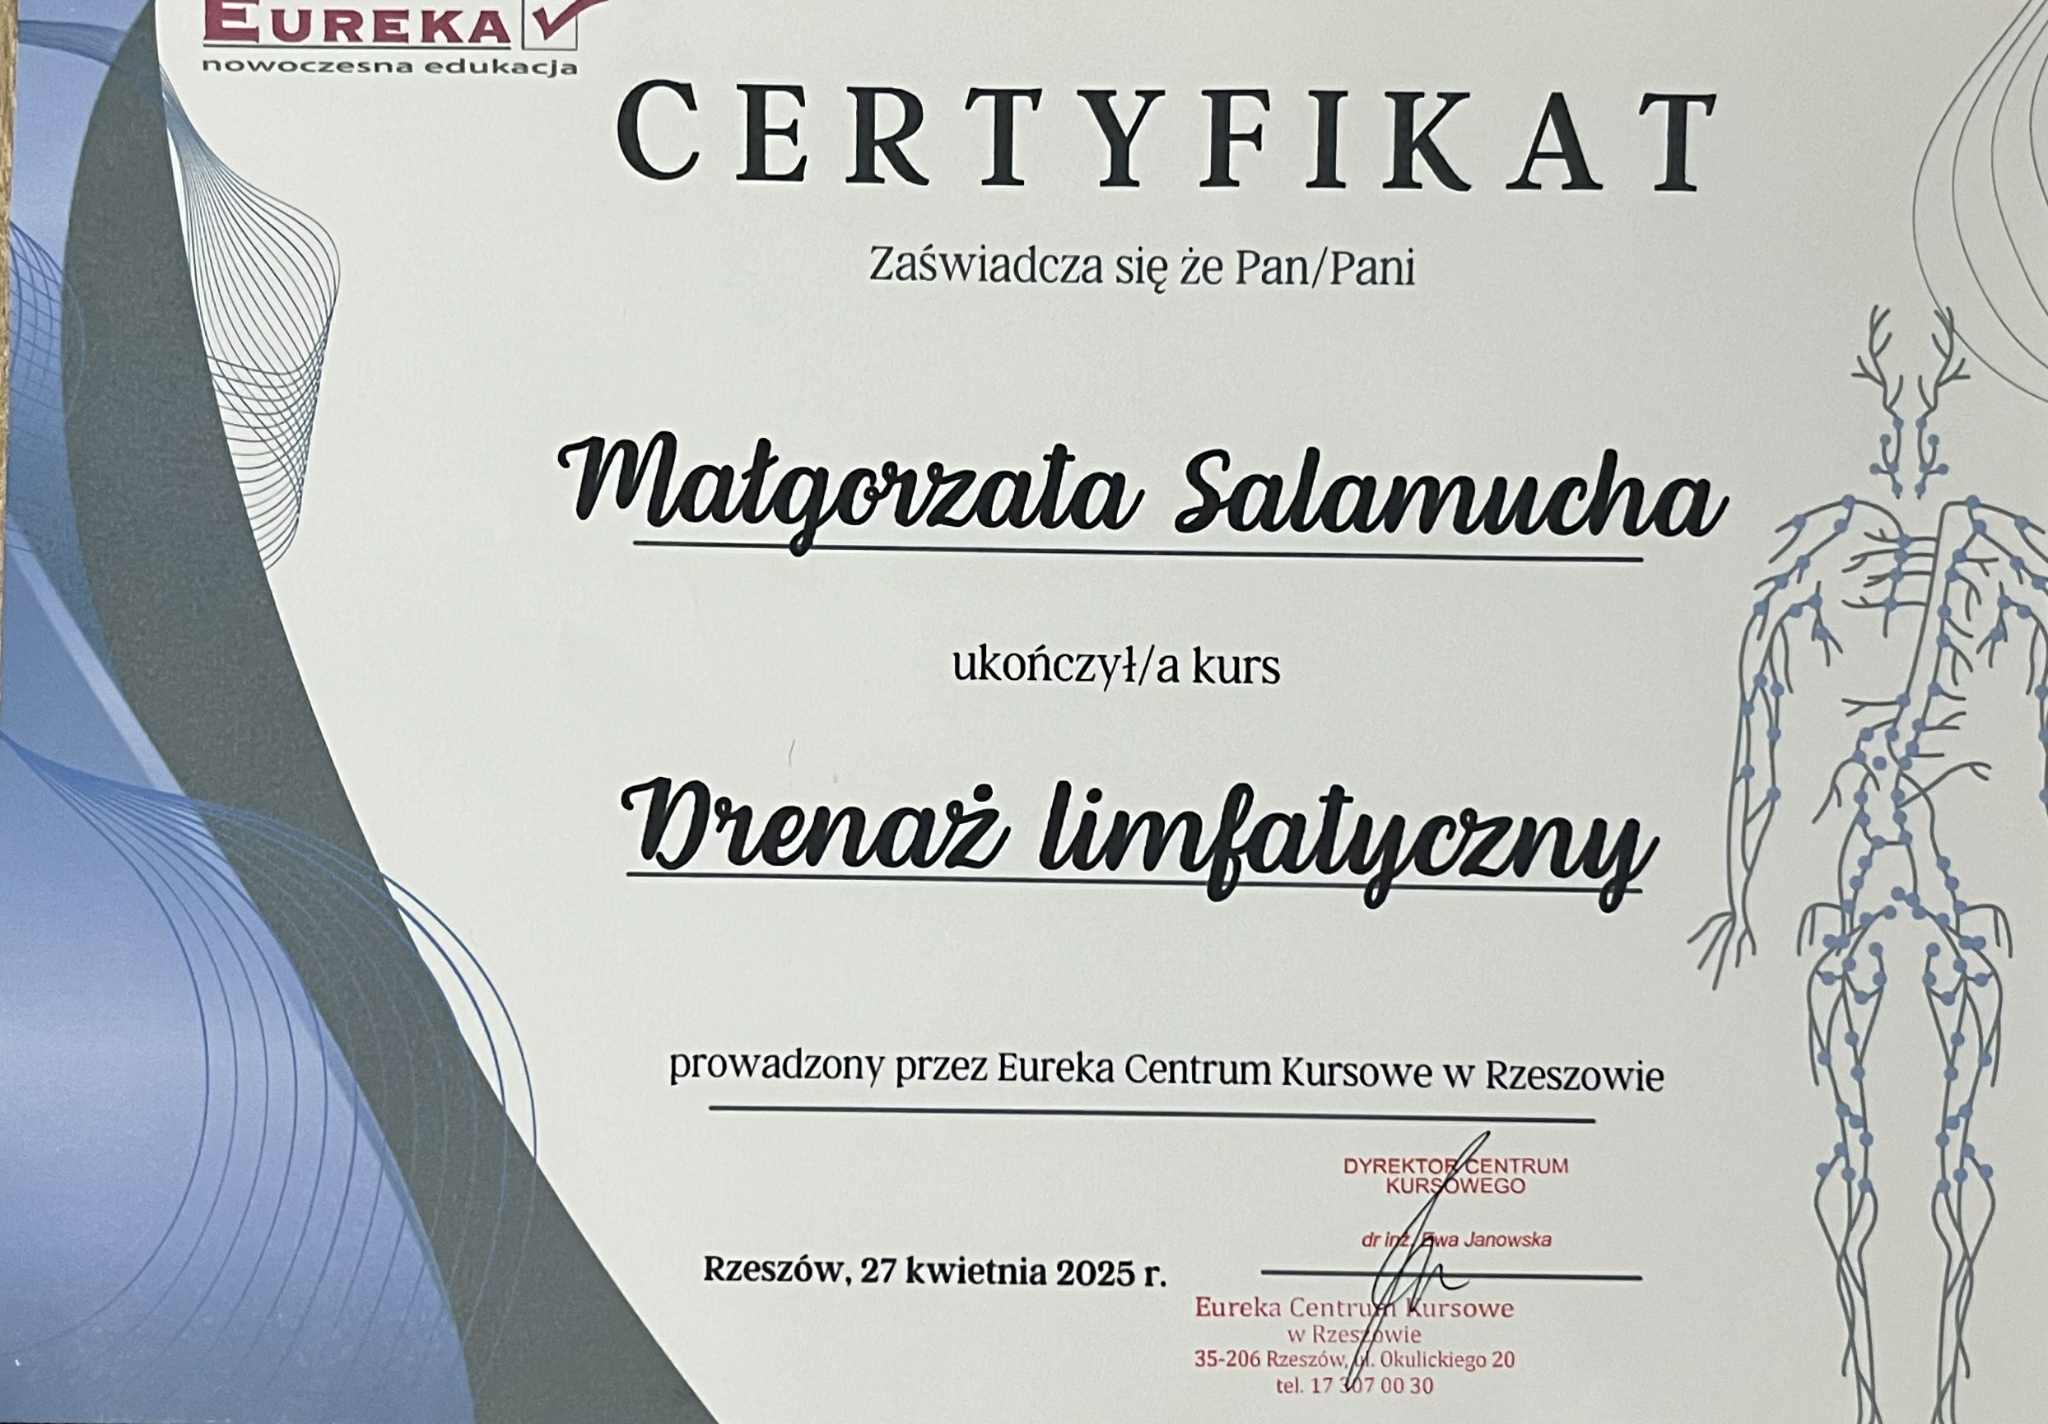 EUREKA
nowoczesna edukacja
CERTYFIKAT
Zaświadcza się że Pan/Pani
Małgorzata Salamucha
ukończył/a kurs
Drenaż limfatyczny
prowadzony przez Eureka Centrum Kursowe w Rzeszowie
DYREKTOR CENTRUM
KURSOWEGO
dr inż. Ewa Janowska
Rzeszów, 27 kwietnia 2025 r.
Eureka Centrum Kursowe
w Rzeszowie
35-206 Rzeszów, ul. Okulickiego 20
tel. 17 307 00 30